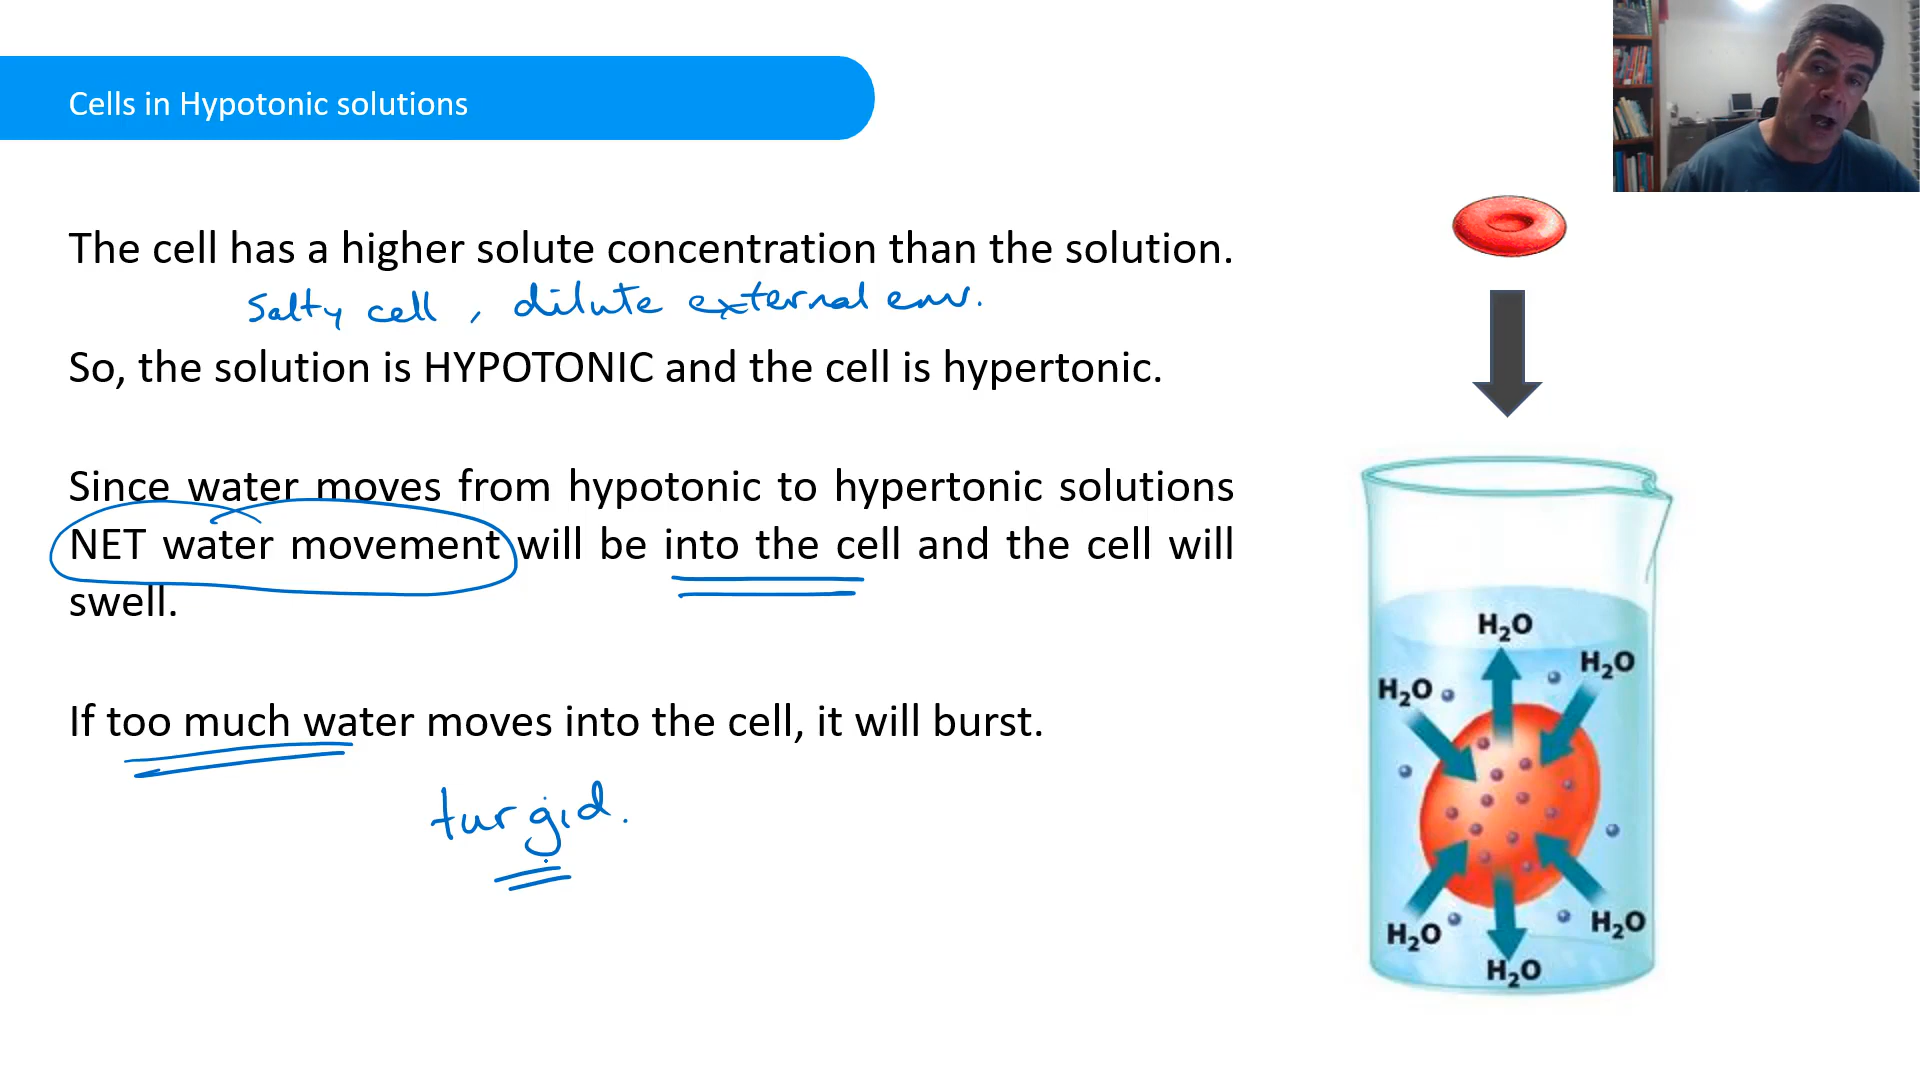 Cells in Hypotonic solutions
The cell has a higher solute concentration than the solution.
Salty cell, dilute external env.
So, the solution is HYPOTONIC and the cell is hypertonic.
Since water moves from hypotonic to hypertonic solutions
NET water movement will be into the cell and the cell will
swell.
If too much water moves into the cell, it will burst.
turgid.
H₂O
H₂O
H₂O
H₂O
H₂O
H₂O